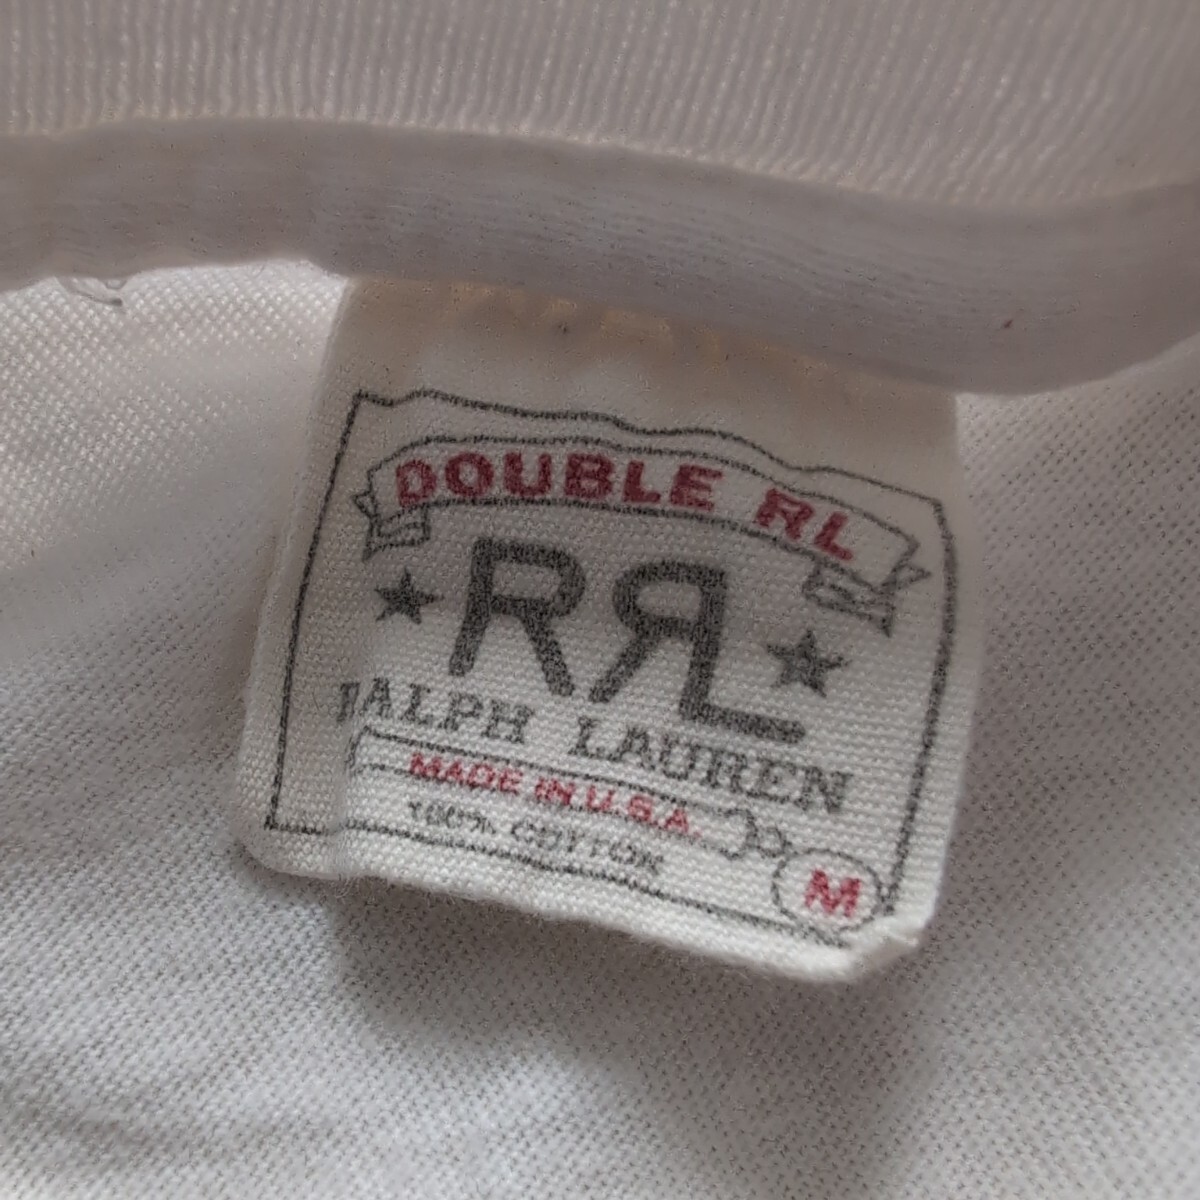 DOUBLE RL
RRL
RALPH LAUREN
MADE IN U.S.A.
100% COTTON
M